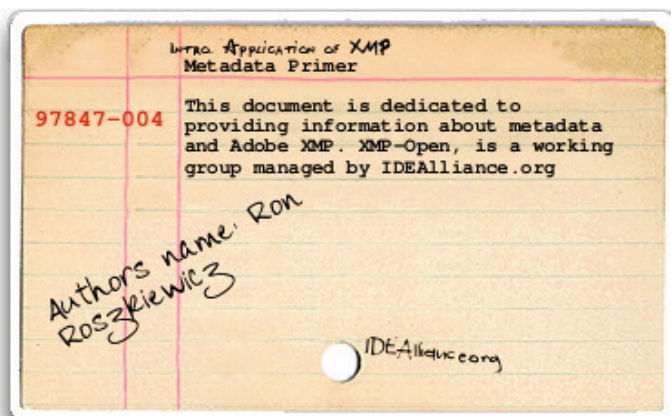 INTRO. APPLICATION OF XMP
Metadata Primer
97847-004
This document is dedicated to
providing information about metadata
and Adobe XMP. XMP-Open, is a working
group managed by IDEAlliance.org
Authors name: Ron
Roszkiewicz
IDEAlliance.org